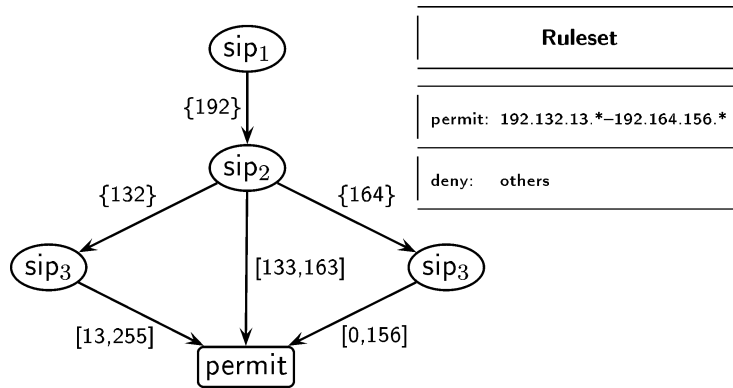 sip₁
Ruleset
{192}
permit: 192.132.13.*–192.164.156.*
sip₂
deny: others
{132}
{164}
sip₃
[133,163]
sip₃
[13,255]
[0,156]
permit